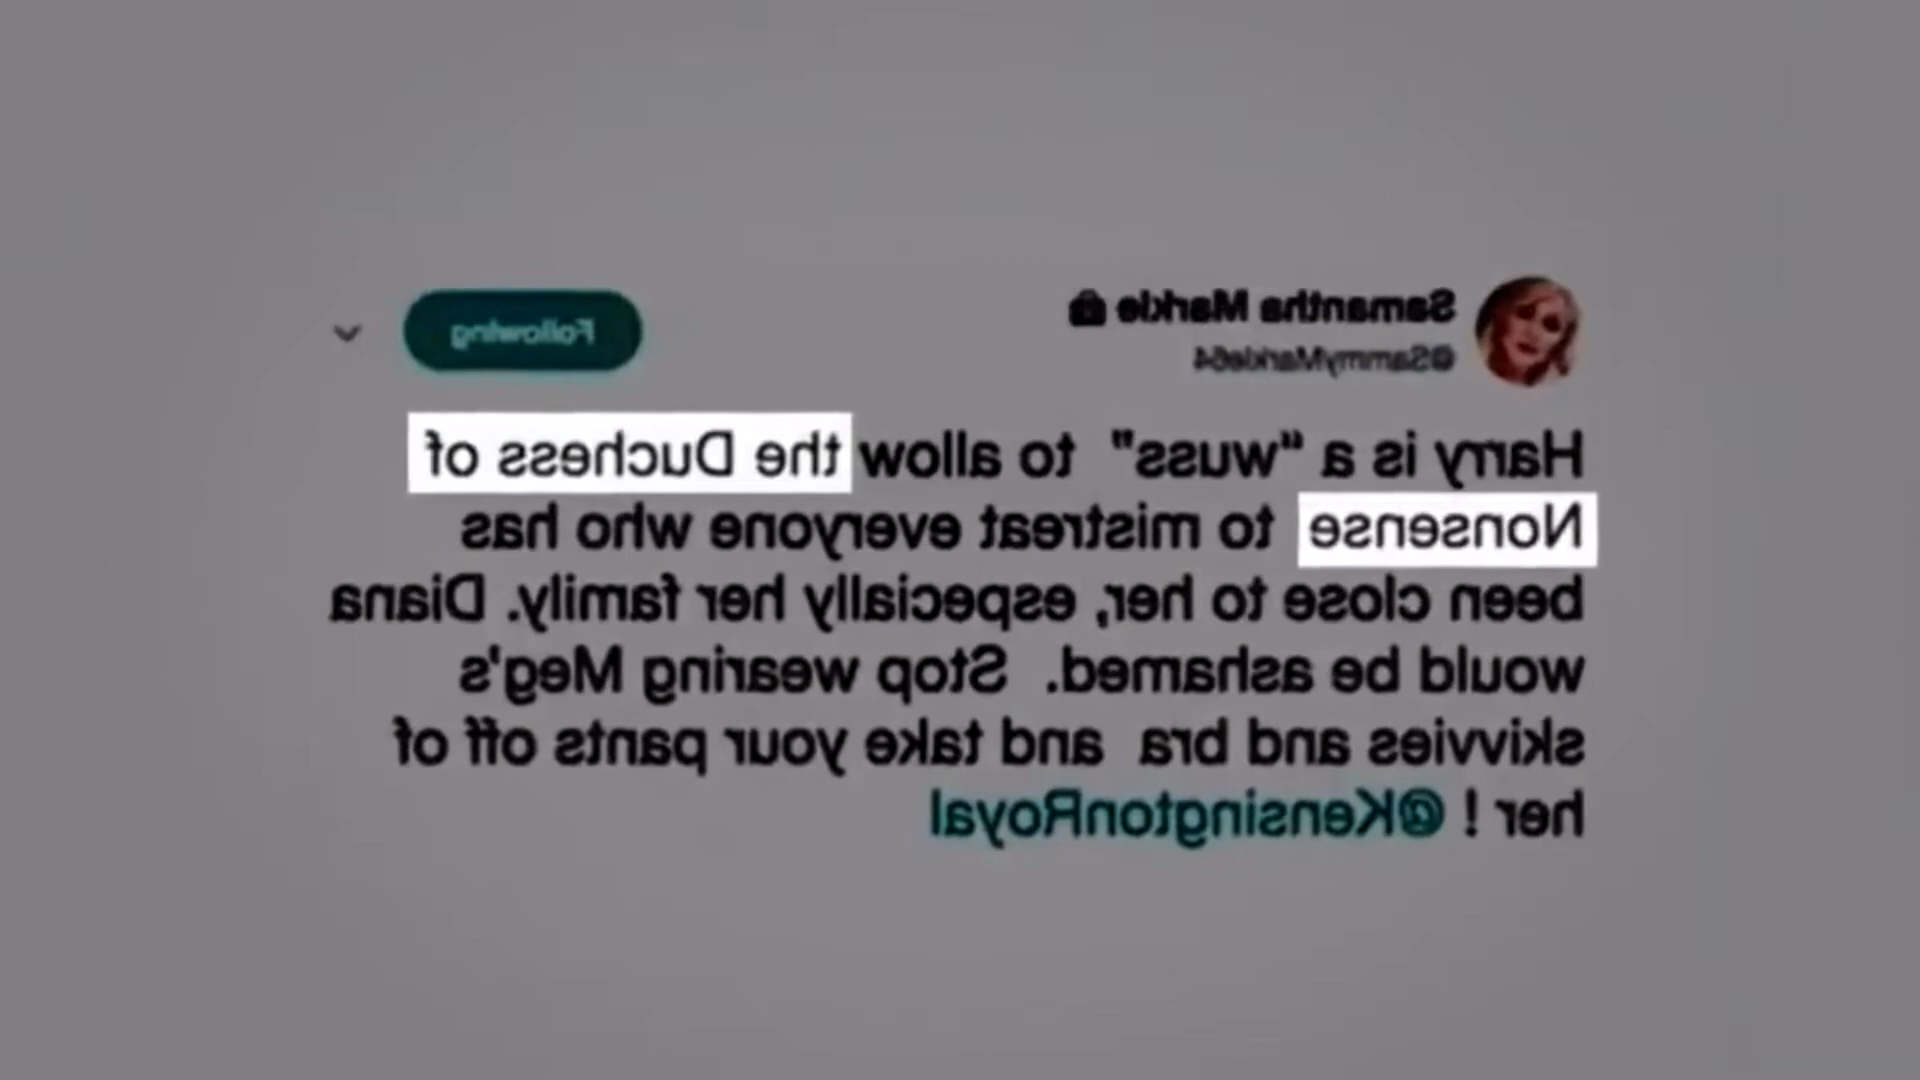 Samantha Markle
@SammyMarkle64
Following
Harry is a “wuss"  to allow the Duchess of
Nonsense to mistreat everyone who has
been close to her, especially her family. Diana
would be ashamed.  Stop wearing Meg's
skivvies and bra  and take your pants off of
her ! @KensingtonRoyal